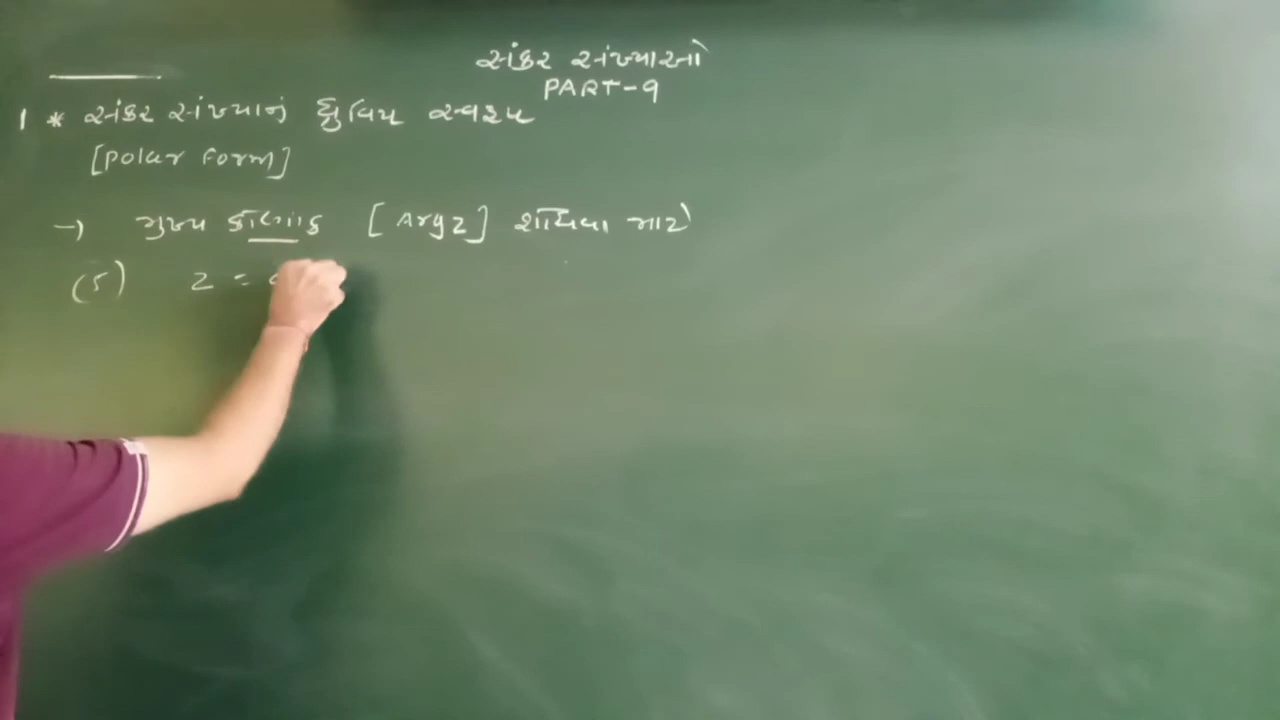 સંકર સંખ્યાઓ
PART-9
1 * સંકર સંખ્યાનું ધ્રુવિય સ્વરૂપ
[Polar Form]
→ મુખ્ય કોણાંક [Arg z] શોધવા માટે
(5) z =